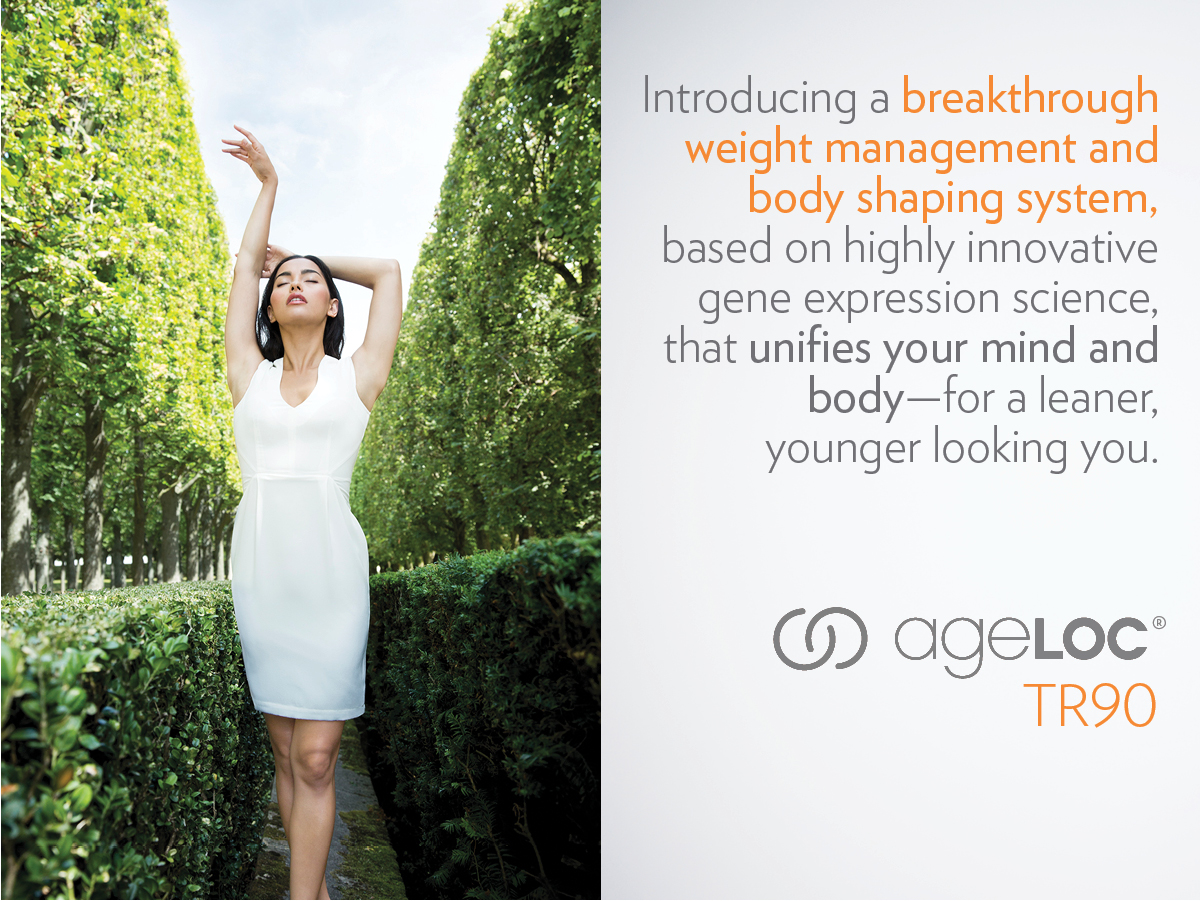 Introducing a breakthrough
weight management and
body shaping system,
based on highly innovative
gene expression science,
that unifies your mind and
body—for a leaner,
younger looking you.
ageLOC®
TR90